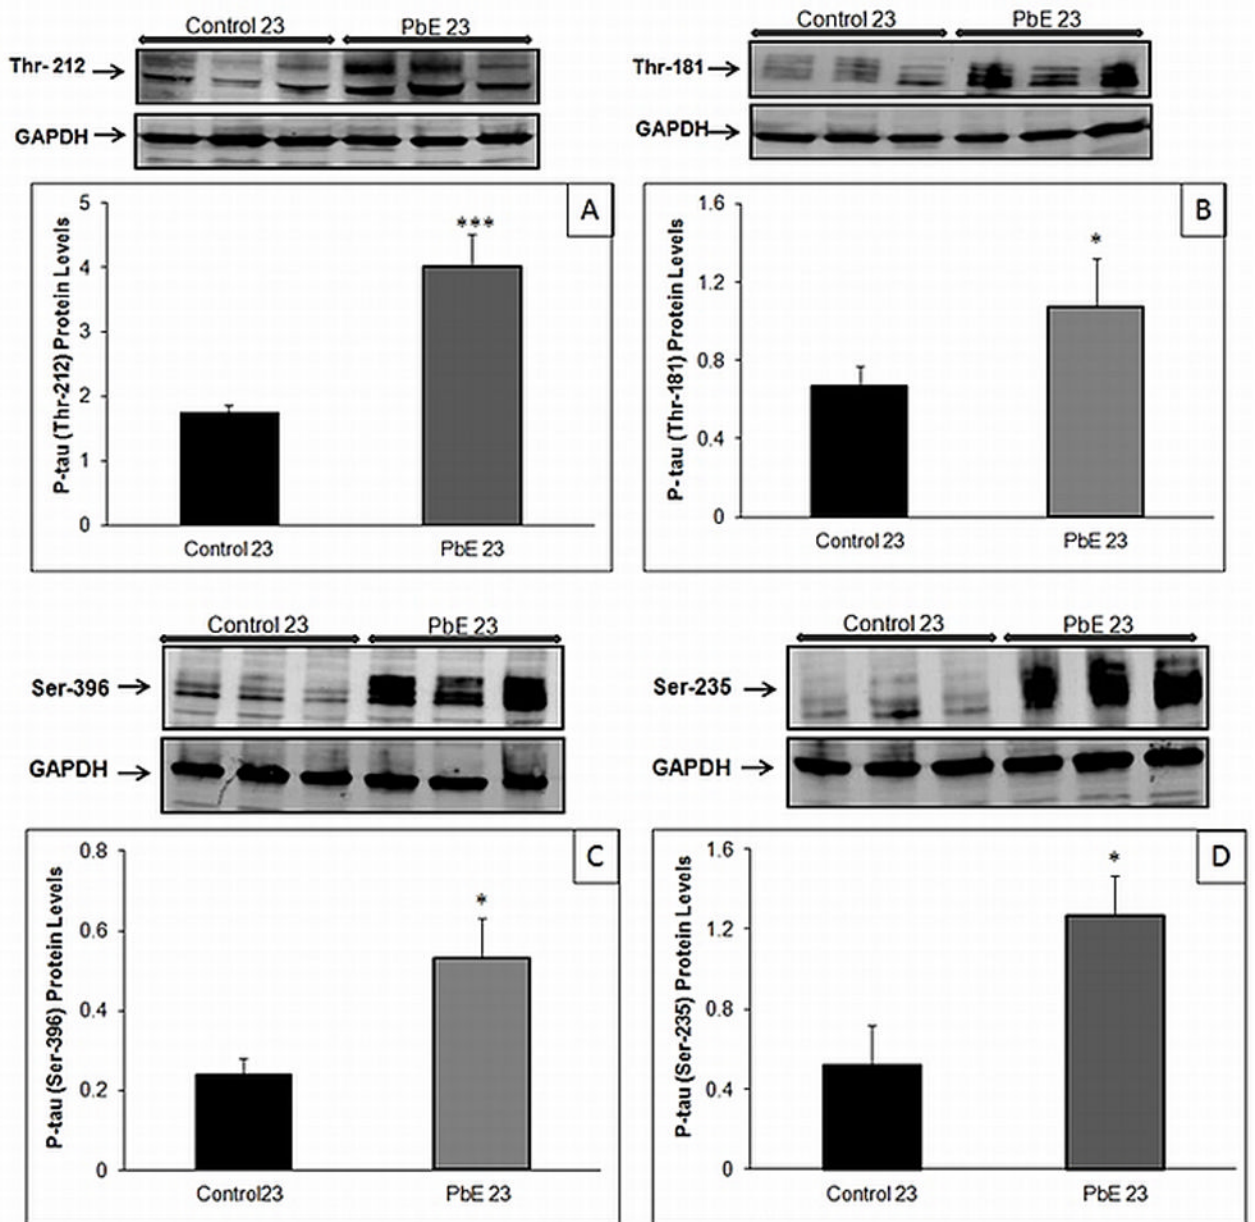 Control 23 PbE 23
Thr-212
GAPDH
A
5
4
3
2
1
0
P-tau (Thr-212) Protein Levels
***
Control 23 PbE 23
Control 23 PbE 23
Thr-181
GAPDH
B
1.6
1.2
0.8
0.4
0
P-tau (Thr-181) Protein Levels
*
Control 23 PbE 23
Control 23 PbE 23
Ser-396
GAPDH
C
0.8
0.6
0.4
0.2
0
P-tau (Ser-396) Protein Levels
*
Control23 PbE 23
Control 23 PbE 23
Ser-235
GAPDH
D
1.6
1.2
0.8
0.4
0
P-tau (Ser-235) Protein Levels
*
Control 23 PbE 23